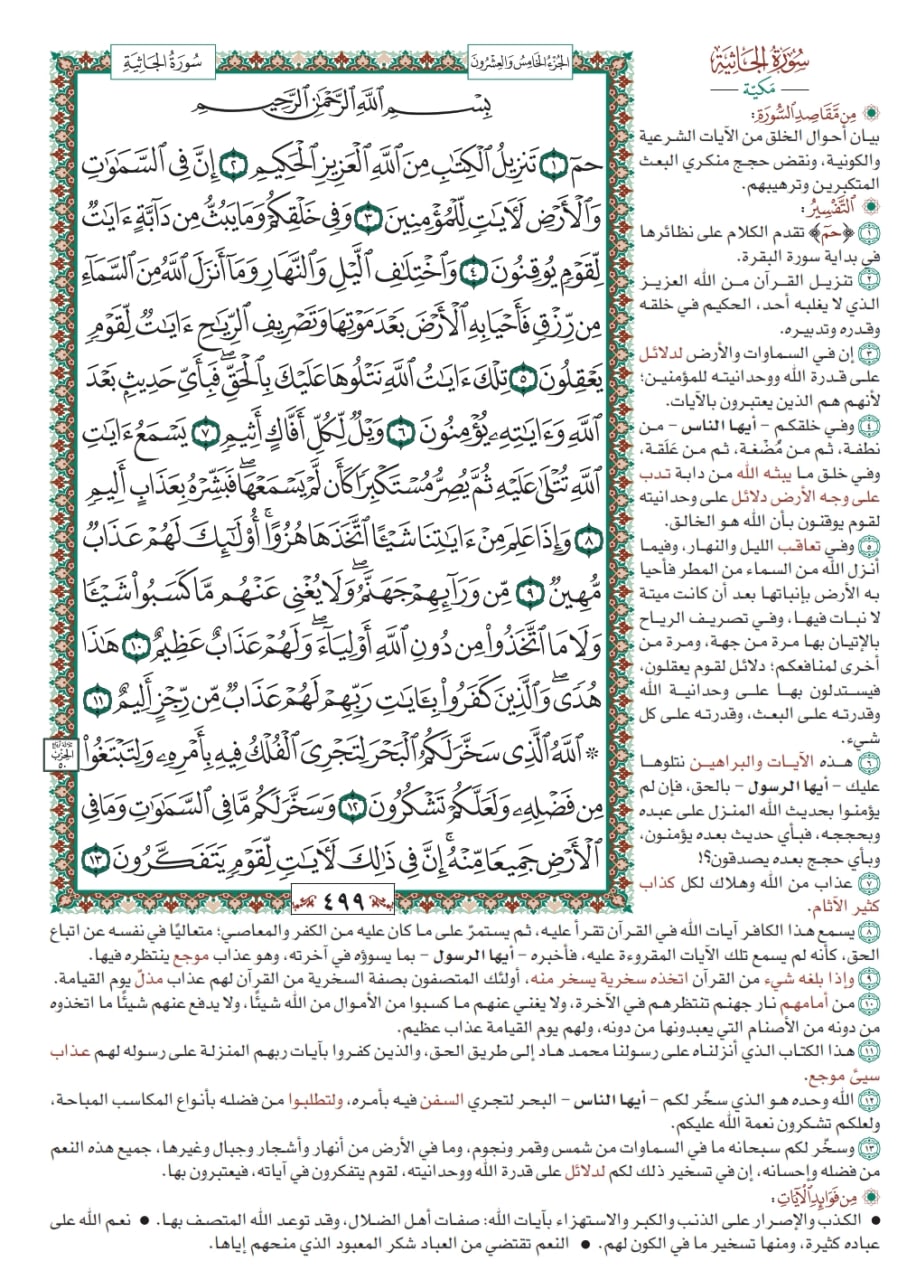 سُورَةُ الجَاثِيَةِ
الجُزْءُ الخَامِسُ وَالعِشْرُونَ
بِسْمِ ٱللَّهِ ٱلرَّحْمَٰنِ ٱلرَّحِيمِ
حمٓ ١ تَنزِيلُ ٱلْكِتَٰبِ مِنَ ٱللَّهِ ٱلْعَزِيزِ ٱلْحَكِيمِ ٢ إِنَّ فِى ٱلسَّمَٰوَٰتِ
وَٱلْأَرْضِ لَءَايَٰتٍ لِّلْمُؤْمِنِينَ ٣ وَفِى خَلْقِكُمْ وَمَا يَبُثُّ مِن دَآبَّةٍ ءَايَٰتٌ
لِّقَوْمٍ يُوقِنُونَ ٤ وَٱخْتِلَٰفِ ٱلَّيْلِ وَٱلنَّهَارِ وَمَآ أَنزَلَ ٱللَّهُ مِنَ ٱلسَّمَآءِ
مِن رِّزْقٍ فَأَحْيَا بِهِ ٱلْأَرْضَ بَعْدَ مَوْتِهَا وَتَصْرِيفِ ٱلرِّيَٰحِ ءَايَٰتٌ لِّقَوْمٍ
يَعْقِلُونَ ٥ تِلْكَ ءَايَٰتُ ٱللَّهِ نَتْلُوهَا عَلَيْكَ بِٱلْحَقِّ ۖ فَبِأَىِّ حَدِيثٍۭ بَعْدَ
ٱللَّهِ وَءَايَٰتِهِۦ يُؤْمِنُونَ ٦ وَيْلٌ لِّكُلِّ أَفَّاكٍ أَثِيمٍ ٧ يَسْمَعُ ءَايَٰتِ
ٱللَّهِ تُتْلَىٰ عَلَيْهِ ثُمَّ يُصِرُّ مُسْتَكْبِرًا كَأَن لَّمْ يَسْمَعْهَا ۖ فَبَشِّرْهُ بِعَذَابٍ أَلِيمٍ
٨ وَإِذَا عَلِمَ مِنْ ءَايَٰتِنَا شَيْـًٔا ٱتَّخَذَهَا هُزُوًا ۚ أُو۟لَٰٓئِكَ لَهُمْ عَذَابٌ
مُّهِينٌ ٩ مِّن وَرَآئِهِمْ جَهَنَّمُ ۖ وَلَا يُغْنِى عَنْهُم مَّا كَسَبُوا۟ شَيْـًٔا
وَلَا مَا ٱتَّخَذُوا۟ مِن دُونِ ٱللَّهِ أَوْلِيَآءَ ۖ وَلَهُمْ عَذَابٌ عَظِيمٌ ١٠ هَٰذَا
هُدًى ۖ وَٱلَّذِينَ كَفَرُوا۟ بِـَٔايَٰتِ رَبِّهِمْ لَهُمْ عَذَابٌ مِّن رِّجْزٍ أَلِيمٌ ١١
* ٱللَّهُ ٱلَّذِى سَخَّرَ لَكُمُ ٱلْبَحْرَ لِتَجْرِىَ ٱلْفُلْكُ فِيهِ بِأَمْرِهِۦ وَلِتَبْتَغُوا۟
مِن فَضْلِهِۦ وَلَعَلَّكُمْ تَشْكُرُونَ ١٢ وَسَخَّرَ لَكُم مَّا فِى ٱلسَّمَٰوَٰتِ وَمَا فِى
ٱلْأَرْضِ جَمِيعًا مِّنْهُ ۚ إِنَّ فِى ذَٰلِكَ لَءَايَٰتٍ لِّقَوْمٍ يَتَفَكَّرُونَ ١٣
٤٩٩
سُورَةُ الجَاثِيَةِ
— مَكيّة —
مِن مَّقَاصِدِ السُّورَةِ:
بيان أحوال الخلق من الآيات الشرعية
والكونية، ونقض حجج منكري البعث
المتكبرين وترهيبهم.
التَّفْسِيرُ:
١ ﴿حمٓ﴾ تقدم الكلام على نظائرها
في بداية سورة البقرة.
٢ تنزيل القرآن من الله العزيز
الذي لا يغلبه أحد، الحكيم في خلقه
وقدره وتدبيره.
٣ إن في السماوات والأرض لدلائل
على قدرة الله ووحدانيته للمؤمنين؛
لأنهم هم الذين يعتبرون بالآيات.
٤ وفي خلقكم – أيها الناس – من
نطفة، ثم من مُضْغة، ثم من عَلَقة،
وفي خلق ما يبثه الله من دابة تدب
على وجه الأرض دلائل على وحدانيته
لقوم يوقنون بأن الله هو الخالق.
٥ وفي تعاقب الليل والنهار، وفيما
أنزل الله من السماء من المطر فأحيا
به الأرض بإنباتها بعد أن كانت ميتة
لا نبات فيها، وفي تصريف الرياح
بالإتيان بها مرة من جهة، ومرة من
أخرى لمنافعكم؛ دلائل لقوم يعقلون،
فيستدلون بها على وحدانية الله
وقدرته على البعث، وقدرته على كل
شيء.
٦ هذه الآيات والبراهين نتلوها
عليك – أيها الرسول – بالحق، فإن لم
يؤمنوا بحديث الله المنزل على عبده
وبحججه، فبأي حديث بعده يؤمنون،
وبأي حجج بعده يصدقون؟!
٧ عذاب من الله وهلاك لكل كذاب
كثير الآثام.
٨ يسمع هذا الكافر آيات الله في القرآن تقرأ عليه، ثم يستمرّ على ما كان عليه من الكفر والمعاصي؛ متعاليًا في نفسه عن اتباع
الحق، كأنه لم يسمع تلك الآيات المقروءة عليه، فأخبره – أيها الرسول – بما يسوؤه في آخرته، وهو عذاب موجع ينتظره فيها.
٩ وإذا بلغه شيء من القرآن اتخذه سخرية يسخر منه، أولئك المتصفون بصفة السخرية من القرآن لهم عذاب مذلّ يوم القيامة.
١٠ من أمامهم نار جهنم تنتظرهم في الآخرة، ولا يغني عنهم ما كسبوا من الأموال من الله شيئًا، ولا يدفع عنهم شيئًا ما اتخذوه
من دونه من الأصنام التي يعبدونها من دونه، ولهم يوم القيامة عذاب عظيم.
١١ هذا الكتاب الذي أنزلناه على رسولنا محمد هاد إلى طريق الحق، والذين كفروا بآيات ربهم المنزلة على رسوله لهم عذاب
سيئ موجع.
١٢ الله وحده هو الذي سخّر لكم – أيها الناس – البحر لتجري السفن فيه بأمره، ولتطلبوا من فضله بأنواع المكاسب المباحة،
ولعلكم تشكرون نعمة الله عليكم.
١٣ وسخّر لكم سبحانه ما في السماوات من شمس وقمر ونجوم، وما في الأرض من أنهار وأشجار وجبال وغيرها، جميع هذه النعم
من فضله وإحسانه، إن في تسخير ذلك لكم لدلائل على قدرة الله ووحدانيته، لقوم يتفكرون في آياته، فيعتبرون بها.
مِن فَوَائِدِ الآيَاتِ:
• الكذب والإصرار على الذنب والكبر والاستهزاء بآيات الله: صفات أهل الضلال، وقد توعد الله المتصف بها. • نعم الله على
عباده كثيرة، ومنها تسخير ما في الكون لهم. • النعم تقتضي من العباد شكر المعبود الذي منحهم إياها.